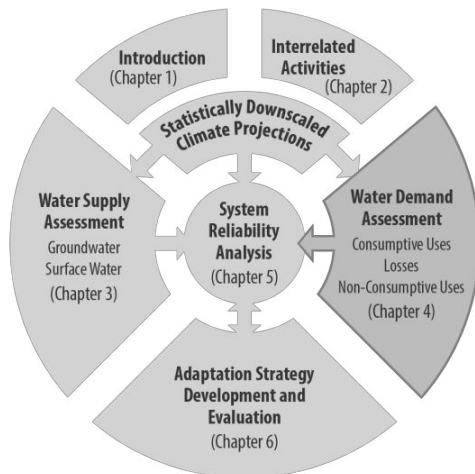 Introduction
(Chapter 1)
Interrelated
Activities
(Chapter 2)
Statistically Downscaled
Climate Projections
Water Supply
Assessment
Groundwater
Surface Water
(Chapter 3)
System
Reliability
Analysis
(Chapter 5)
Water Demand
Assessment
Consumptive Uses
Losses
Non-Consumptive Uses
(Chapter 4)
Adaptation Strategy
Development and
Evaluation
(Chapter 6)